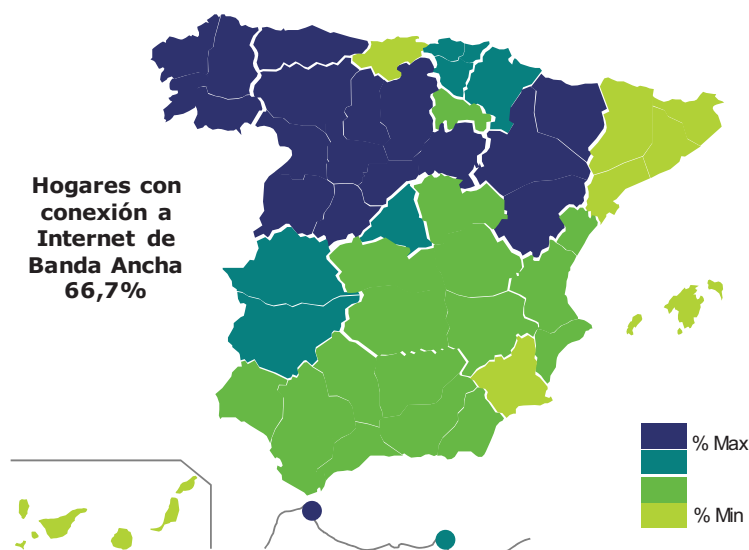 Hogares con
conexión a
Internet de
Banda Ancha
66,7%
% Max
% Min